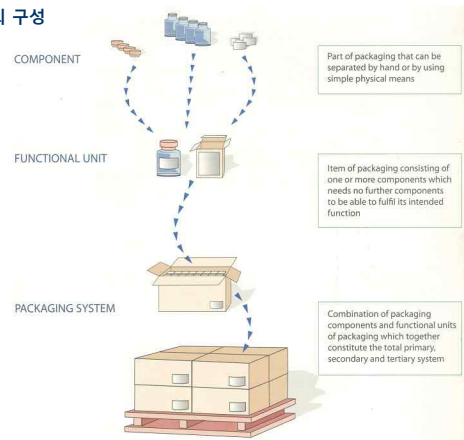 구성
COMPONENT
Part of packaging that can be
separated by hand or by using
simple physical means
FUNCTIONAL UNIT
Item of packaging consisting of
one or more components which
needs no further components
to be able to fulfil its intended
function
PACKAGING SYSTEM
Combination of packaging
components and functional units
of packaging which together
constitute the total primary,
secondary and tertiary system